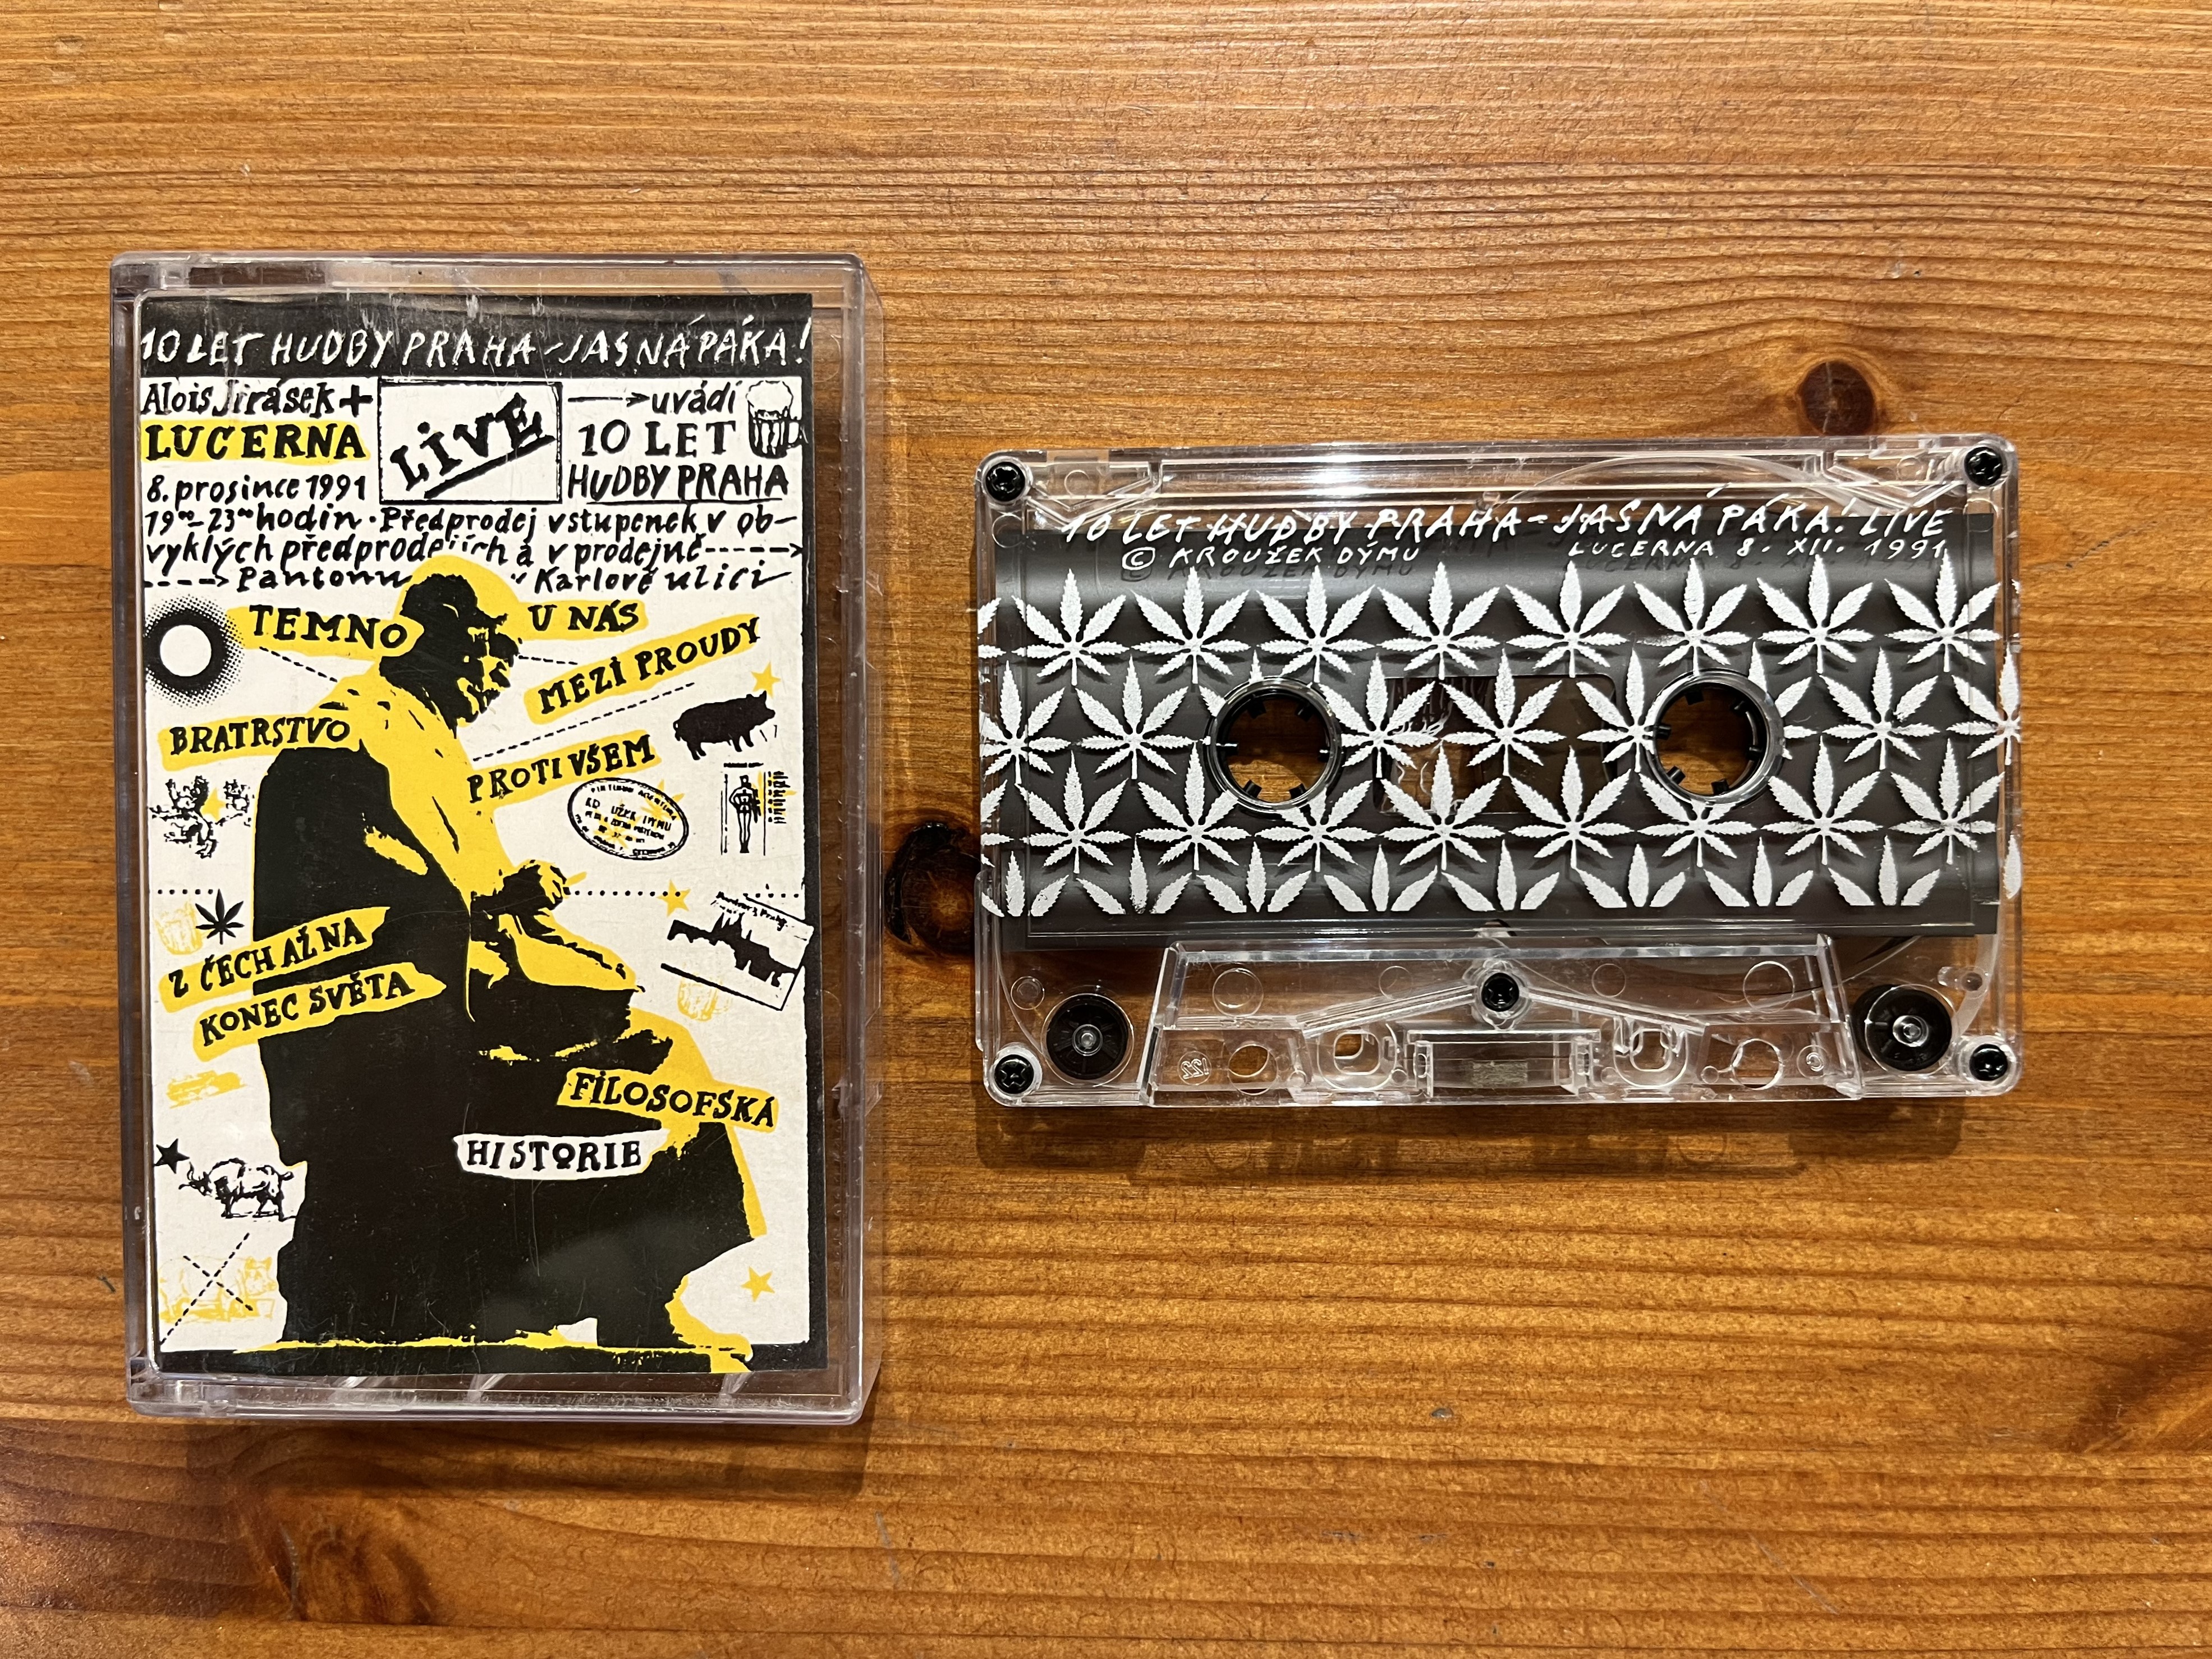 10 LET HUDBY PRAHA - JASNÁ PÁKA!
Alois Jirásek +
LUCERNA
8. prosince 1991
LiVE
uvádí
10 LET
HUDBY PRAHA
19 - 23 hodin · Předprodej vstupenek v ob-
vyklých předprodejích a v prodejně
Pantonu v Karlově ulici
TEMNO
U NÁS
MEZi PROUDY
BRATRSTVO
PROTi VŠEM
Z ČECH AŽ NA
KONEC SVĚTA
FiLOSOFSKÁ
HiSTORiE
10 LET HUDBY PRAHA - JASNÁ PÁKA! LIVE
© KROUŽEK DÝMU
LUCERNA 8. XII. 1991